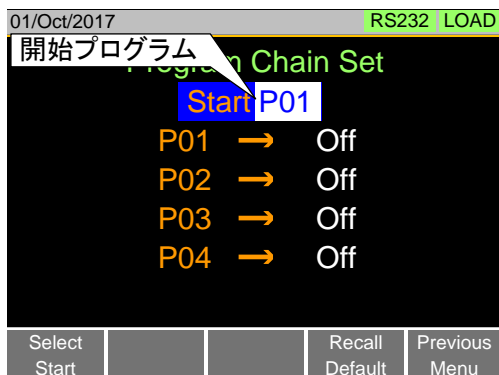 01/Oct/2017 RS232 LOAD
開始プログラム
Program Chain Set
Start P01
P01 → Off
P02 → Off
P03 → Off
P04 → Off
Select Start
Recall Default
Previous Menu